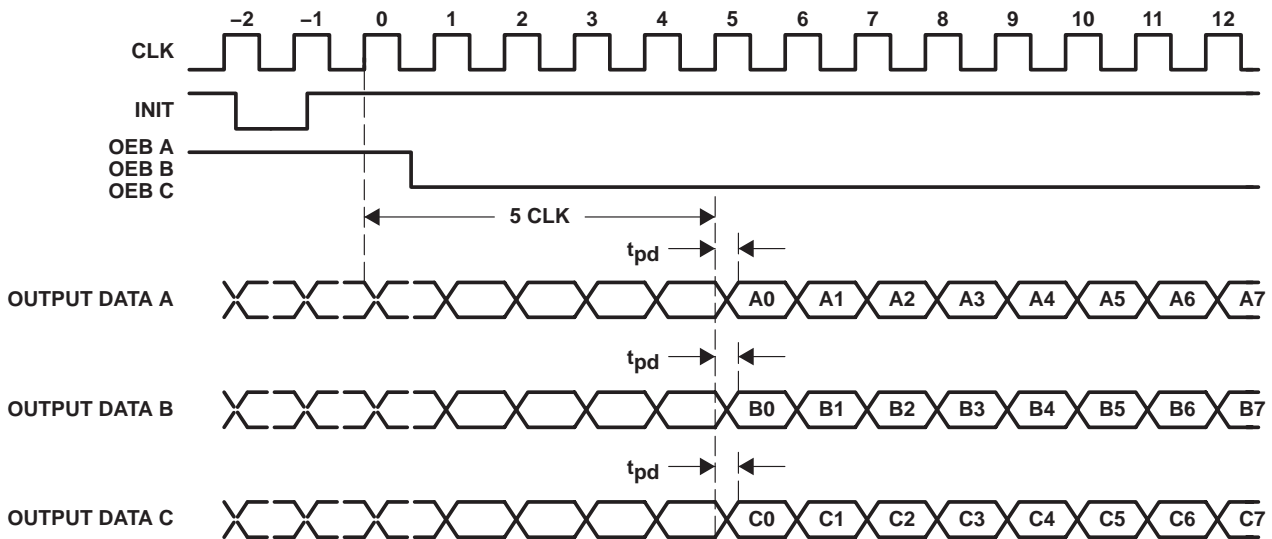 –2 –1 0 1 2 3 4 5 6 7 8 9 10 11 12
CLK
INIT
OEB A
OEB B
OEB C
5 CLK
tpd
OUTPUT DATA A A0 A1 A2 A3 A4 A5 A6 A7
tpd
OUTPUT DATA B B0 B1 B2 B3 B4 B5 B6 B7
tpd
OUTPUT DATA C C0 C1 C2 C3 C4 C5 C6 C7